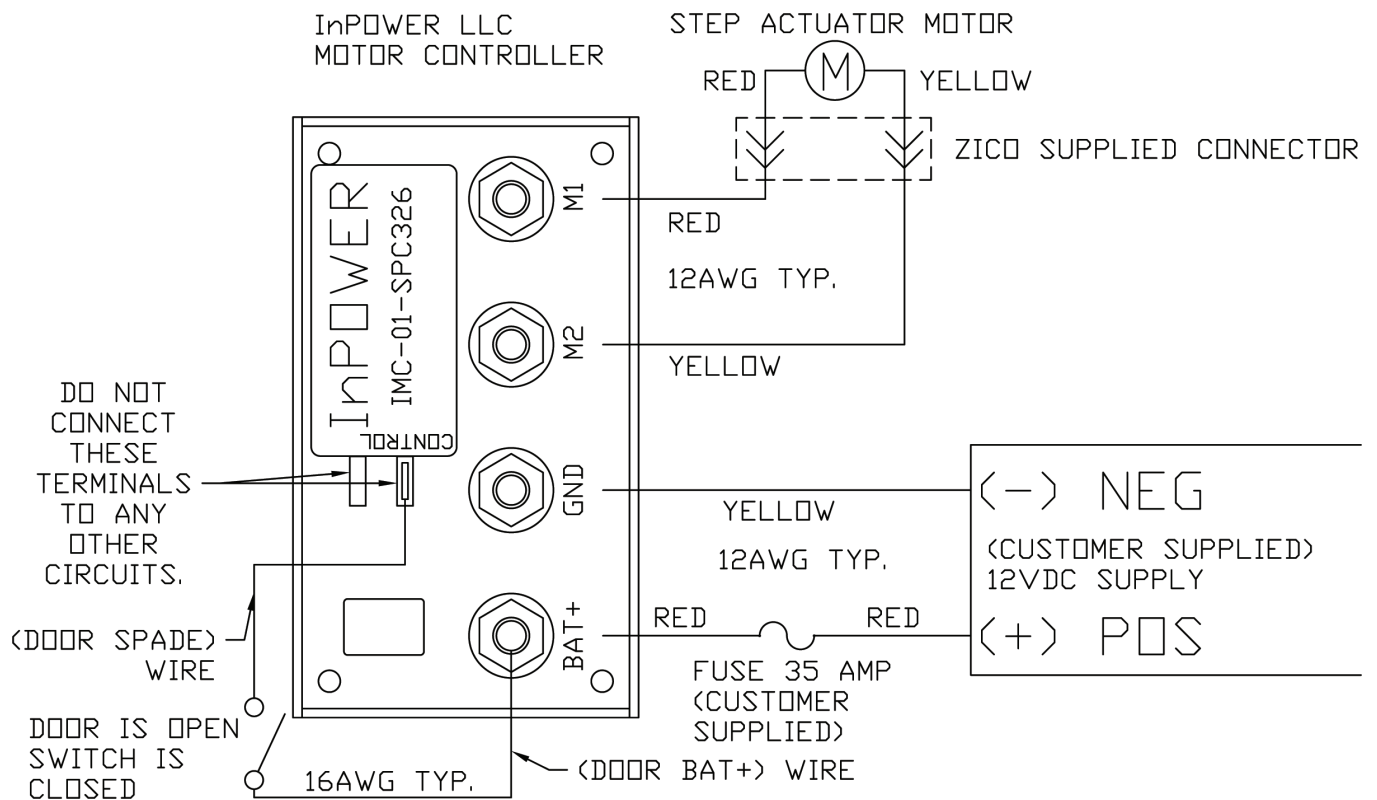 InPOWER LLC
MOTOR CONTROLLER
STEP ACTUATOR MOTOR
RED
M
YELLOW
ZICO SUPPLIED CONNECTOR
InPOWER
IMC-01-SPC326
CONTROL
M1
RED
12AWG TYP.
M2
YELLOW
DO NOT
CONNECT
THESE
TERMINALS
TO ANY
OTHER
CIRCUITS.
GND
YELLOW
12AWG TYP.
(-) NEG
(CUSTOMER SUPPLIED)
12VDC SUPPLY
(+) POS
BAT+
RED
RED
FUSE 35 AMP
(CUSTOMER
SUPPLIED)
(DOOR SPADE)
WIRE
DOOR IS OPEN
SWITCH IS
CLOSED
16AWG TYP.
(DOOR BAT+) WIRE